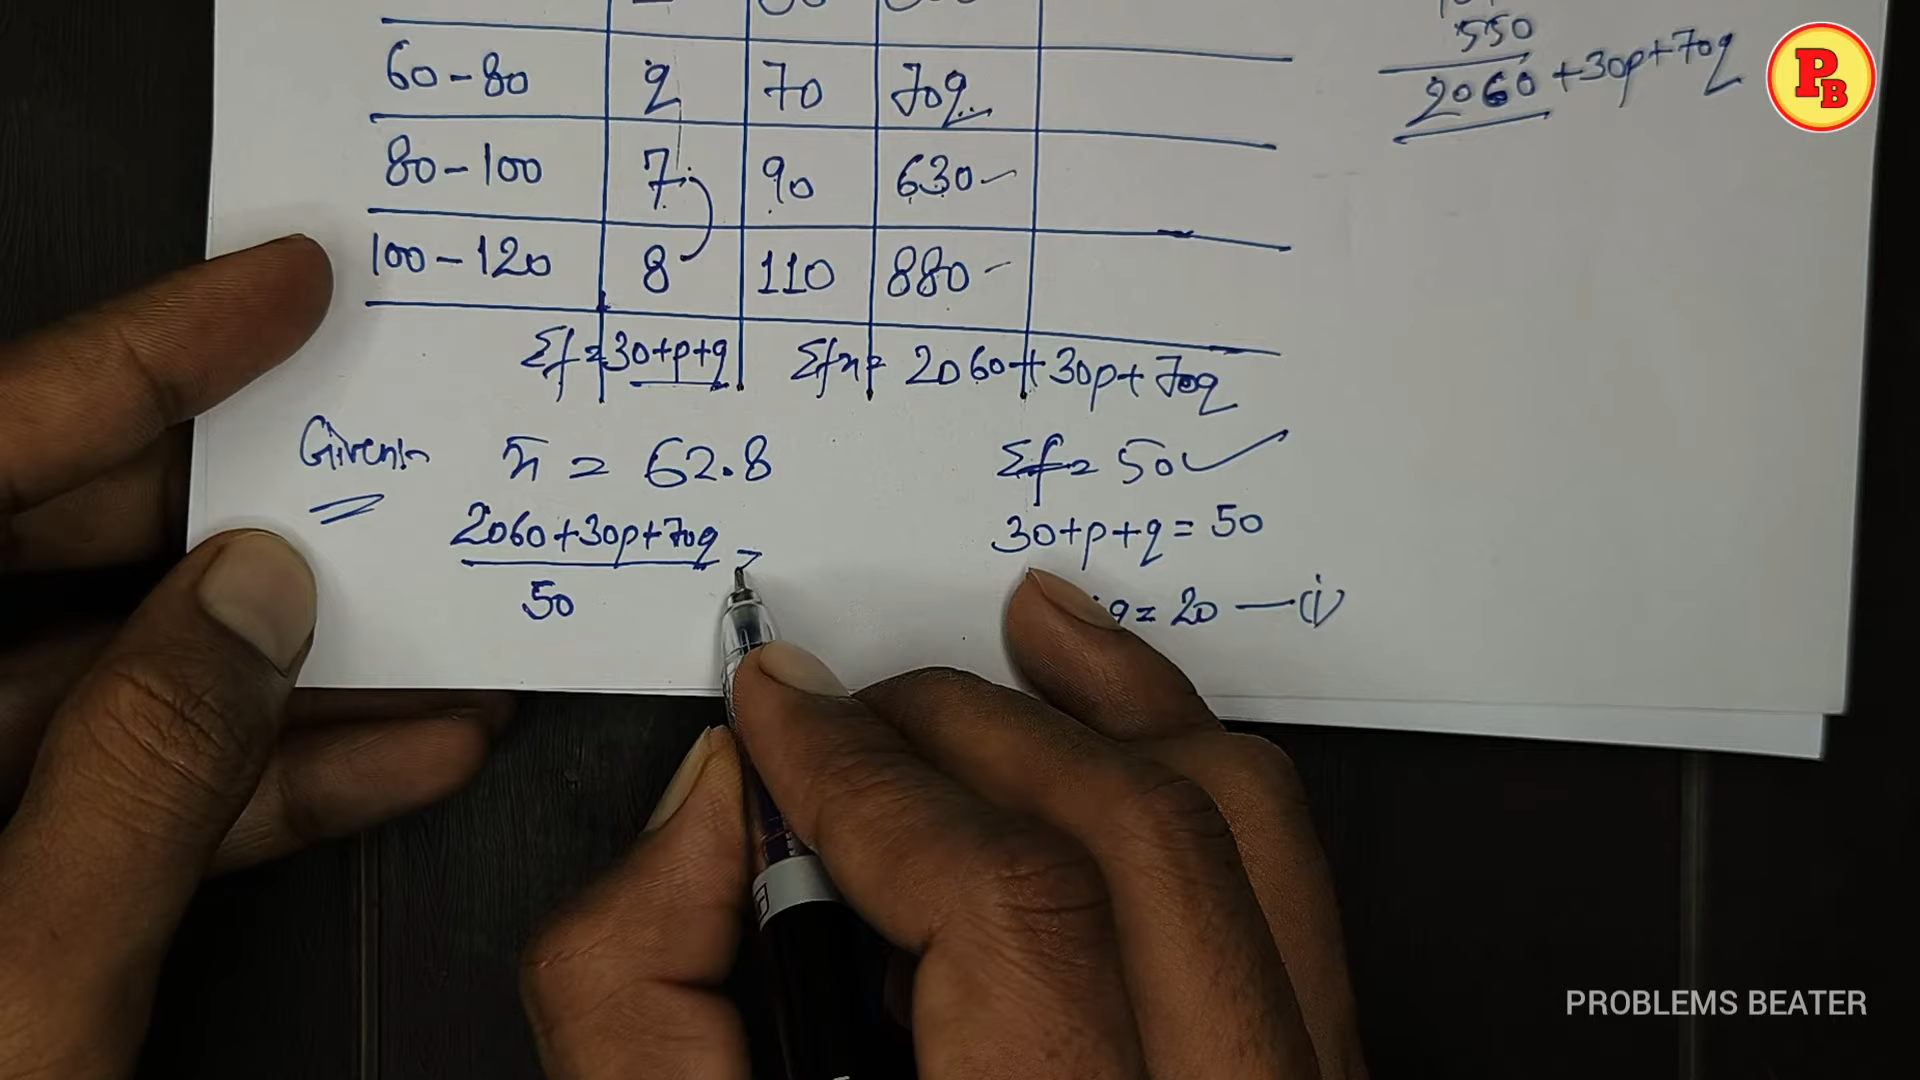 550
2060 +30p+70q
60-80 q 70 70q
80-100 7 90 630
100-120 8 110 880
Σf = 30+p+q Σfx = 2060+30p+70q
Given:- x̄ = 62.8 Σf = 50 ✓
2060+30p+70q 30+p+q = 50
50 =
q = 20 — (i)
PB
PROBLEMS BEATER